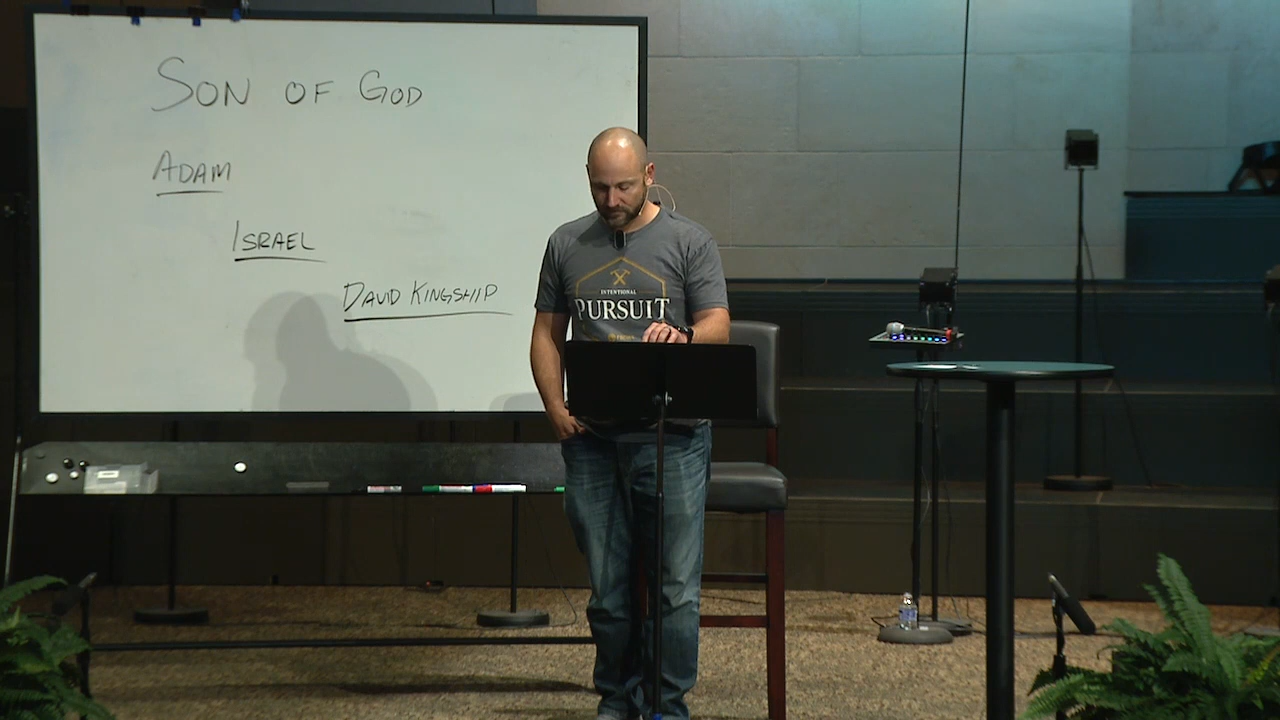 SON OF GOD
ADAM
ISRAEL
DAVID KINGSHIP
INTENTIONAL
PURSUIT